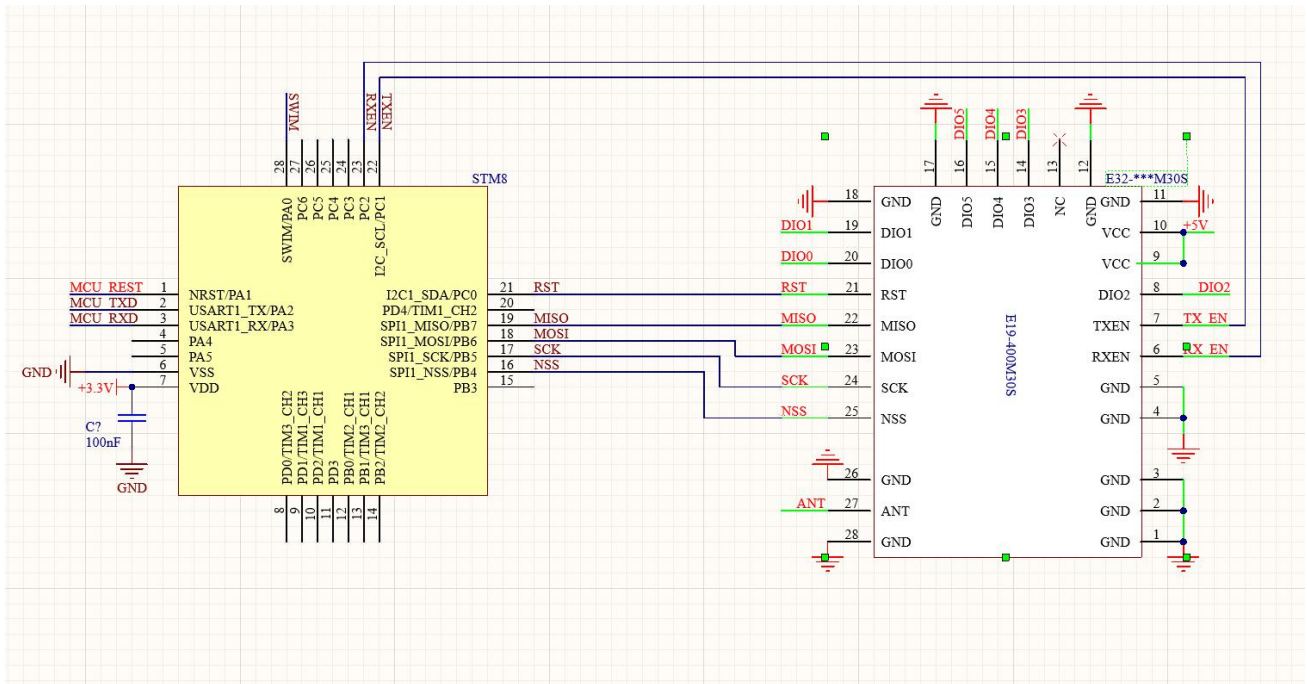 SWIM
RXEN
TXEN
28
27
26
25
24
23
22
STM8
SWIM/PA0
PC6
PC5
PC4
PC3
PC2
I2C_SCL/PC1
MCU_REST 1 NRST/PA1
MCU_TXD 2 USART1_TX/PA2
MCU_RXD 3 USART1_RX/PA3
4 PA4
5 PA5
GND 6 VSS
+3.3V 7 VDD
C?
100nF
GND
I2C1_SDA/PC0 21 RST
PD4/TIM1_CH2 20
SPI1_MISO/PB7 19 MISO
SPI1_MOSI/PB6 18 MOSI
SPI1_SCK/PB5 17 SCK
SPI1_NSS/PB4 16 NSS
PB3 15
PD0/TIM3_CH2
PD1/TIM1_CH3
PD2/TIM1_CH1
PD3
PB0/TIM2_CH1
PB1/TIM3_CH1
PB2/TIM2_CH2
8
9
10
11
12
13
14
DIO5
DIO4
DIO3
17
16
15
14
13
12
E32-***M30S
GND
DIO5
DIO4
DIO3
NC
GND
18 GND
DIO1 19 DIO1
DIO0 20 DIO0
RST 21 RST
MISO 22 MISO
MOSI 23 MOSI
SCK 24 SCK
NSS 25 NSS
26 GND
ANT 27 ANT
28 GND
E19-400M30S
GND 11
VCC 10 +5V
VCC 9
DIO2 8 DIO2
TXEN 7 TX_EN
RXEN 6 RX_EN
GND 5
GND 4
GND 3
GND 2
GND 1